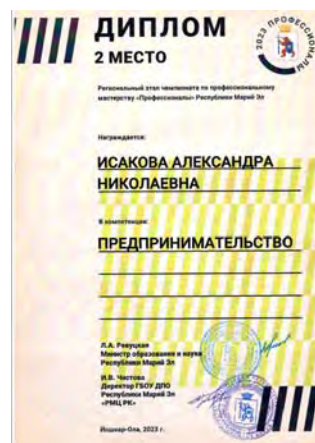 ДИПЛОМ
2 МЕСТО
2023 ПРОФЕССИОНАЛЫ
Региональный этап чемпионата по профессиональному
мастерству «Профессионалы» Республики Марий Эл
Награждается:
ИСАКОВА АЛЕКСАНДРА
НИКОЛАЕВНА
В компетенции:
ПРЕДПРИНИМАТЕЛЬСТВО
Л.А. Ревуцкая
Министр образования и науки
Республики Марий Эл
И.В. Чистова
Директор ГБОУ ДПО
Республики Марий Эл
«РМЦ РК»
Йошкар-Ола, 2023 г.